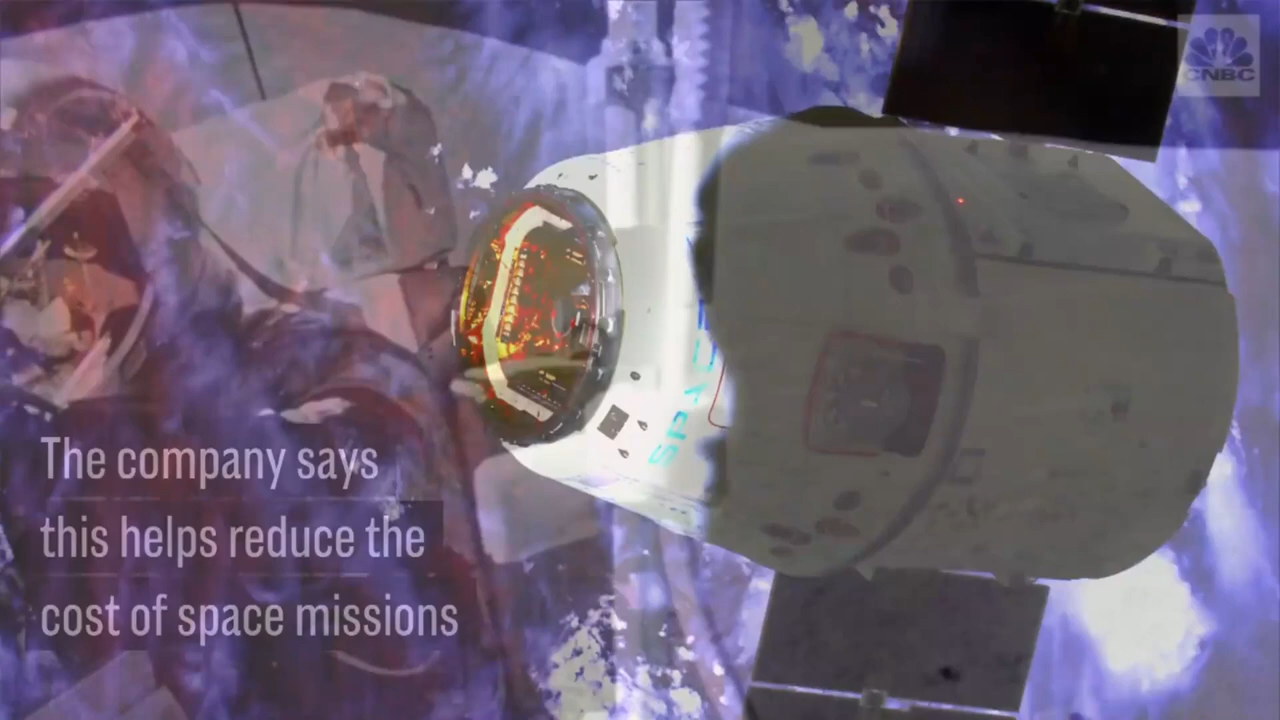 CNBC
The company says
this helps reduce the
cost of space missions